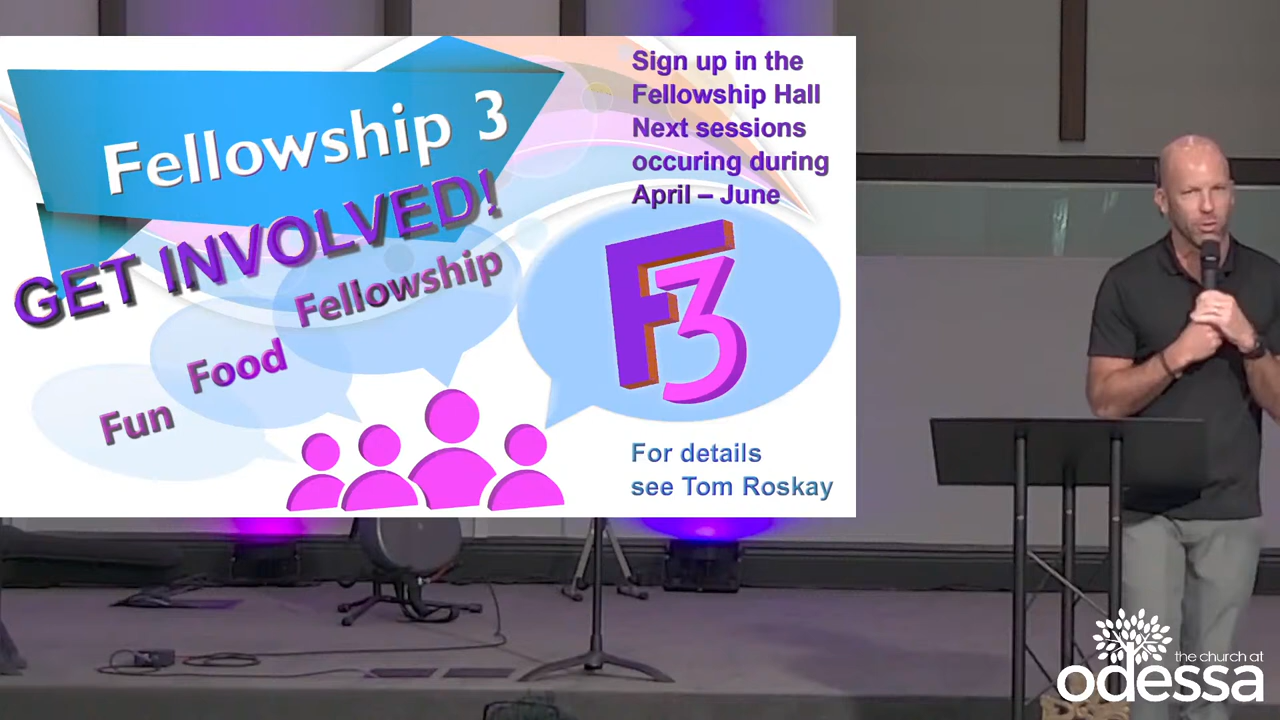 Fellowship 3
GET INVOLVED!
Fellowship
Food
Fun
Sign up in the
Fellowship Hall
Next sessions
occuring during
April – June
F3
For details
see Tom Roskay
the church at
odessa